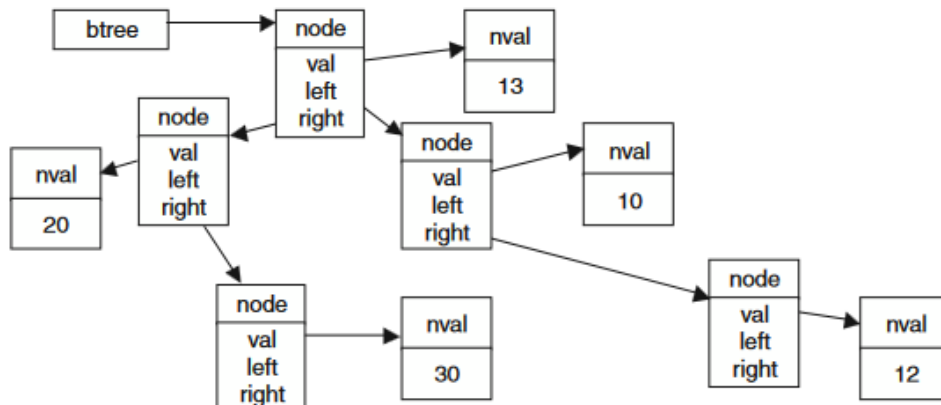 btree
node
val
left
right
nval
13
node
val
left
right
nval
20
node
val
left
right
nval
10
node
val
left
right
nval
30
node
val
left
right
nval
12